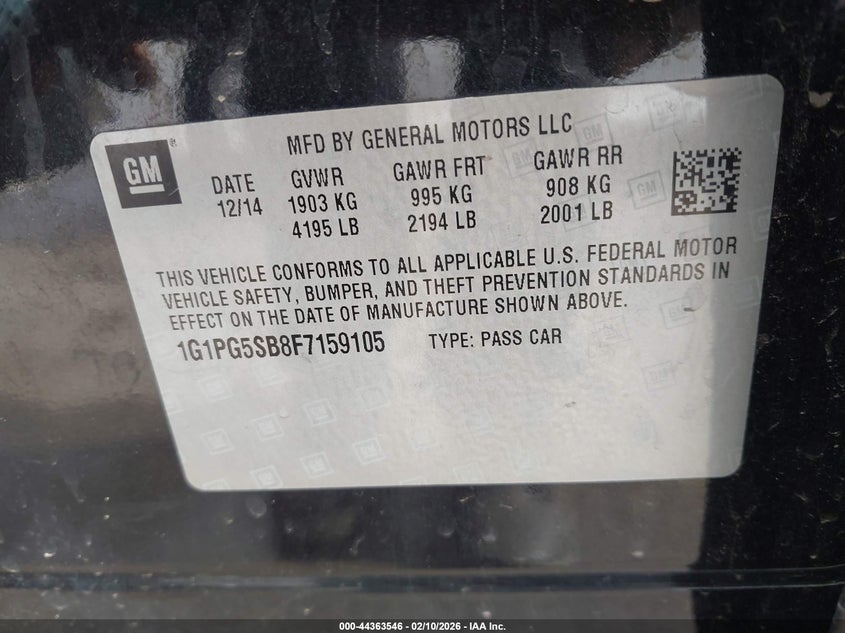 GM
MFD BY GENERAL MOTORS LLC
DATE GVWR GAWR FRT GAWR RR
12/14 1903 KG 995 KG 908 KG
4195 LB 2194 LB 2001 LB
THIS VEHICLE CONFORMS TO ALL APPLICABLE U.S. FEDERAL MOTOR
VEHICLE SAFETY, BUMPER, AND THEFT PREVENTION STANDARDS IN
EFFECT ON THE DATE OF MANUFACTURE SHOWN ABOVE.
1G1PG5SB8F7159105 TYPE: PASS CAR
000-44363546 - 02/10/2026 - IAA Inc.